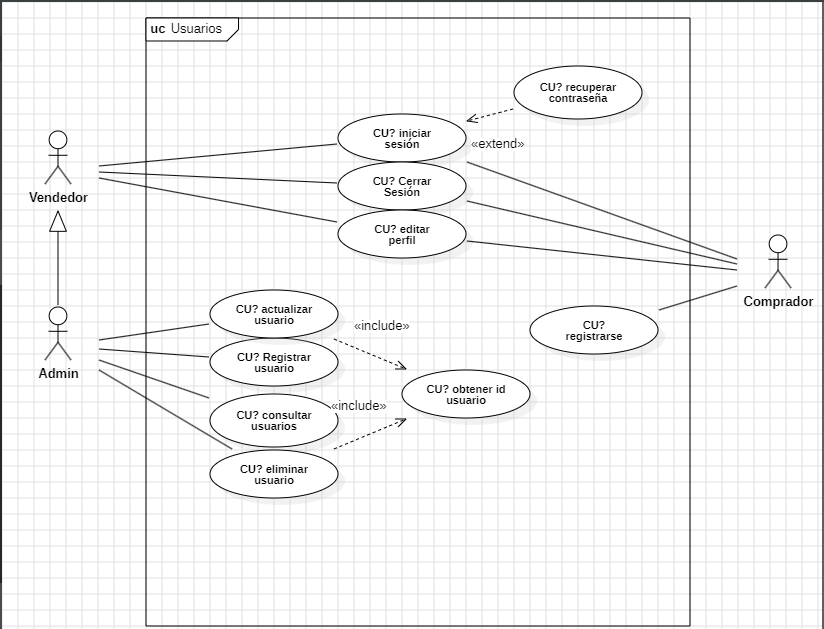 uc Usuarios
CU? recuperar
contraseña
CU? iniciar
sesión
«extend»
CU? Cerrar
Sesión
Vendedor
CU? editar
perfil
Comprador
CU? actualizar
usuario
«include»
CU?
registrarse
CU? Registrar
usuario
Admin
CU? obtener id
usuario
«include»
CU? consultar
usuarios
CU? eliminar
usuario